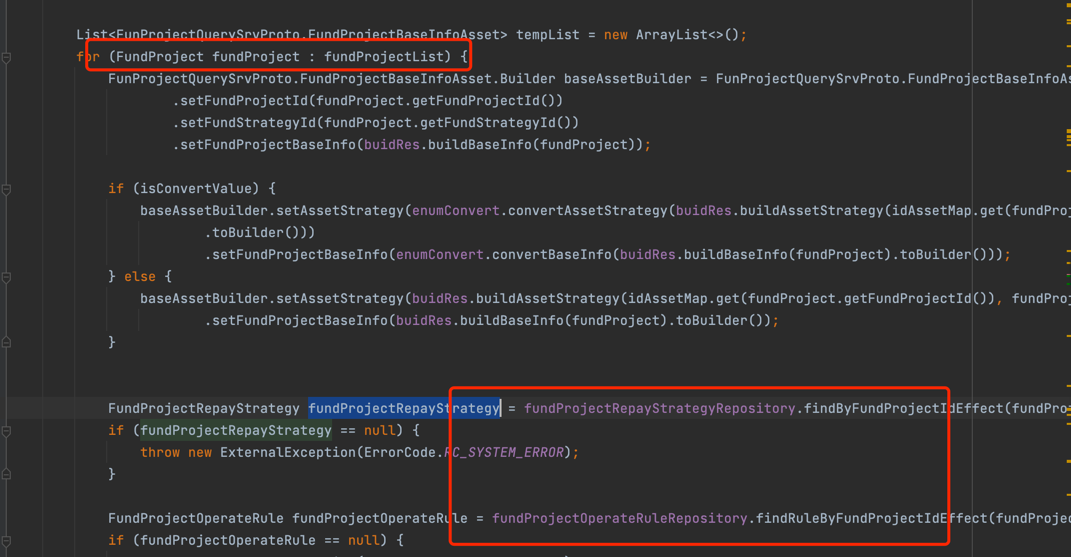 List<FunProjectQuerySrvProto.FundProjectBaseInfoAsset> tempList = new ArrayList<>();
for (FundProject fundProject : fundProjectList) {
FunProjectQuerySrvProto.FundProjectBaseInfoAsset.Builder baseAssetBuilder = FunProjectQuerySrvProto.FundProjectBaseInfoAs
.setFundProjectId(fundProject.getFundProjectId())
.setFundStrategyId(fundProject.getFundStrategyId())
.setFundProjectBaseInfo(buidRes.buildBaseInfo(fundProject));
if (isConvertValue) {
baseAssetBuilder.setAssetStrategy(enumConvert.convertAssetStrategy(buidRes.buildAssetStrategy(idAssetMap.get(fundProj
.toBuilder()))
.setFundProjectBaseInfo(enumConvert.convertBaseInfo(buidRes.buildBaseInfo(fundProject).toBuilder()));
} else {
baseAssetBuilder.setAssetStrategy(buidRes.buildAssetStrategy(idAssetMap.get(fundProject.getFundProjectId()), fundProj
.setFundProjectBaseInfo(buidRes.buildBaseInfo(fundProject).toBuilder());
}
FundProjectRepayStrategy fundProjectRepayStrategy = fundProjectRepayStrategyRepository.findByFundProjectIdEffect(fundPro
if (fundProjectRepayStrategy == null) {
throw new ExternalException(ErrorCode.RC_SYSTEM_ERROR);
}
FundProjectOperateRule fundProjectOperateRule = fundProjectOperateRuleRepository.findRuleByFundProjectIdEffect(fundProjec
if (fundProjectOperateRule == null) {